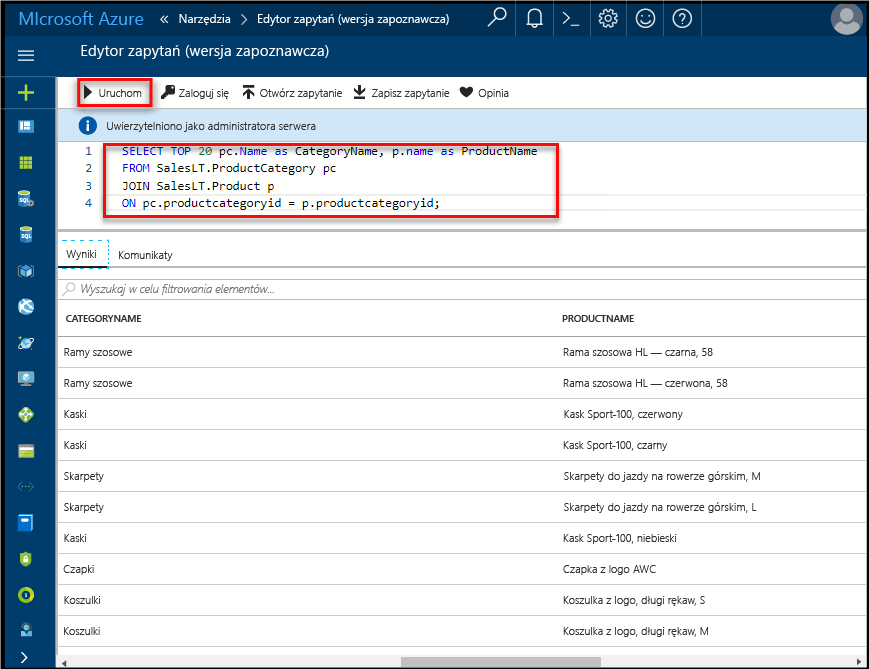 MIcrosoft Azure « Narzędzia > Edytor zapytań (wersja zapoznawcza)
Edytor zapytań (wersja zapoznawcza)
Uruchom Zaloguj się Otwórz zapytanie Zapisz zapytanie Opinia
Uwierzytelniono jako administratora serwera
1 SELECT TOP 20 pc.Name as CategoryName, p.name as ProductName
2 FROM SalesLT.ProductCategory pc
3 JOIN SalesLT.Product p
4 ON pc.productcategoryid = p.productcategoryid;
Wyniki Komunikaty
Wyszukaj w celu filtrowania elementów...
CATEGORYNAME PRODUCTNAME
Ramy szosowe Rama szosowa HL — czarna, 58
Ramy szosowe Rama szosowa HL — czerwona, 58
Kaski Kask Sport-100, czerwony
Kaski Kask Sport-100, czarny
Skarpety Skarpety do jazdy na rowerze górskim, M
Skarpety Skarpety do jazdy na rowerze górskim, L
Kaski Kask Sport-100, niebieski
Czapki Czapka z logo AWC
Koszulki Koszulka z logo, długi rękaw, S
Koszulki Koszulka z logo, długi rękaw, M